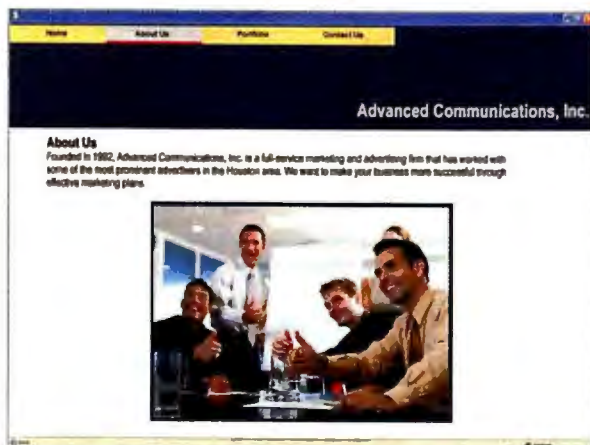 Home About Us Portfolio Contact Us
Advanced Communications, Inc.
About Us
Founded in 1992, Advanced Communications, Inc. is a full-service marketing and advertising firm that has worked with
some of the most prominent advertisers in the Houston area. We want to make your business more successful through
effective marketing plans.